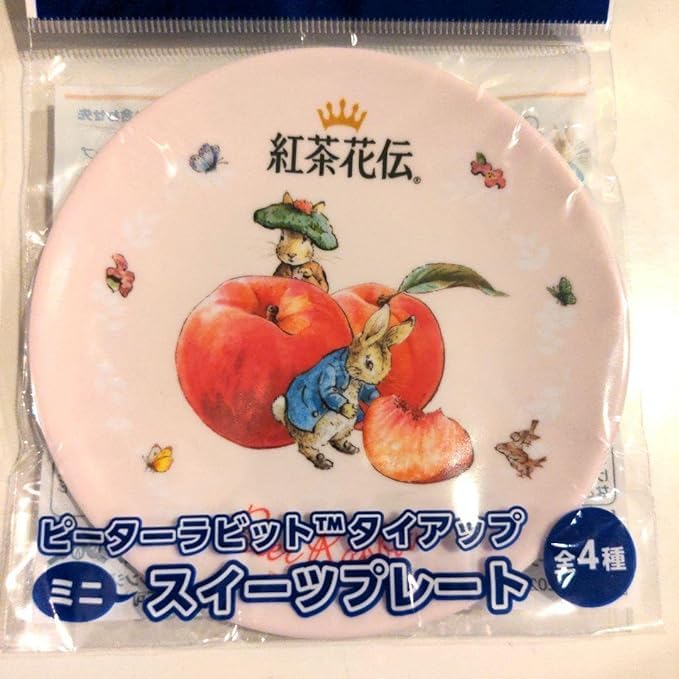 紅茶花伝®
ピーターラビット™タイアップ
ミニ スイーツプレート
全4種